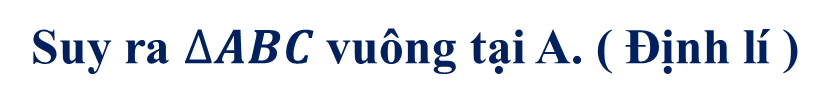 Suy ra Δ𝑨𝑩𝑪 vuông tại A. ( Định lí )